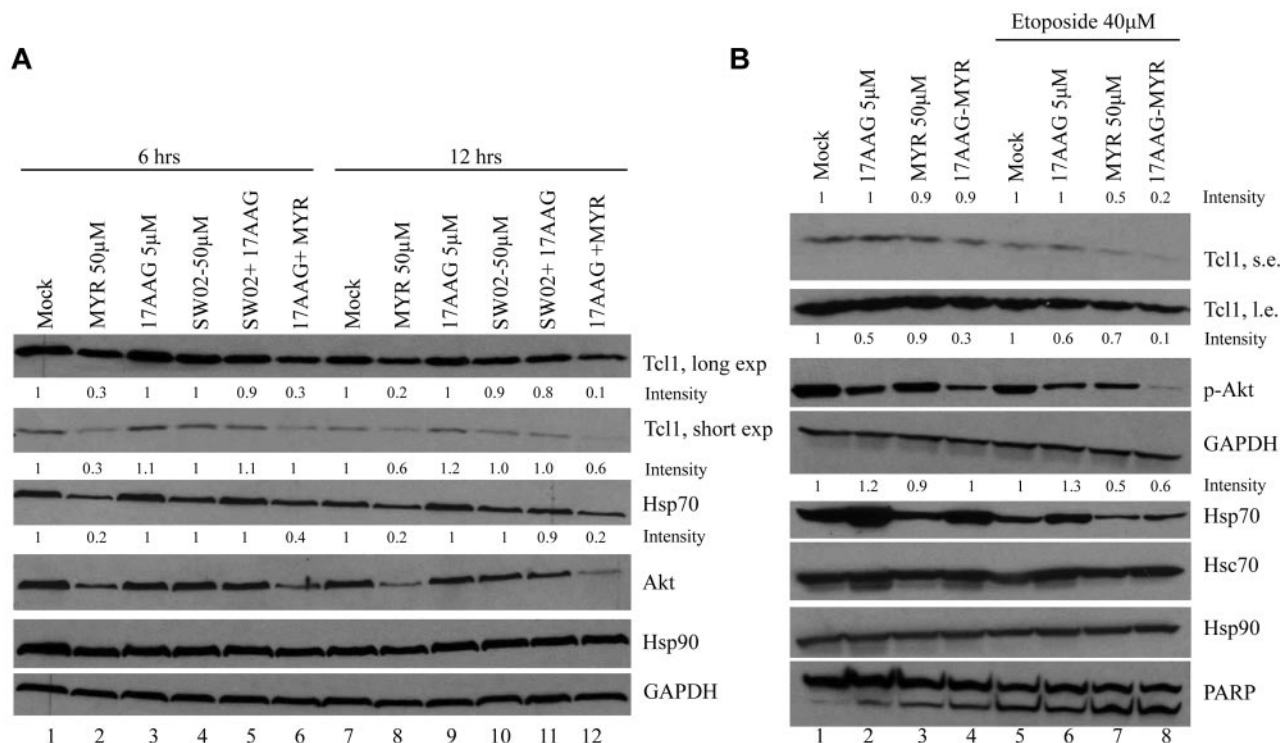 A
6 hrs
12 hrs
Mock
MYR 50μM
17AAG 5μM
SW02-50μM
SW02+ 17AAG
17AAG+ MYR
Mock
MYR 50μM
17AAG 5μM
SW02-50μM
SW02+ 17AAG
17AAG +MYR
Tcl1, long exp
1 0.3 1 1 0.9 0.3 1 0.2 1 0.9 0.8 0.1 Intensity
Tcl1, short exp
1 0.3 1.1 1 1.1 1 1 0.6 1.2 1.0 1.0 0.6 Intensity
Hsp70
1 0.2 1 1 1 0.4 1 0.2 1 1 0.9 0.2 Intensity
Akt
Hsp90
GAPDH
1 2 3 4 5 6 7 8 9 10 11 12
B
Etoposide 40μM
Mock
17AAG 5μM
MYR 50μM
17AAG-MYR
Mock
17AAG 5μM
MYR 50μM
17AAG-MYR
1 1 0.9 0.9 1 1 0.5 0.2 Intensity
Tcl1, s.e.
Tcl1, l.e.
1 0.5 0.9 0.3 1 0.6 0.7 0.1 Intensity
p-Akt
GAPDH
1 1.2 0.9 1 1 1.3 0.5 0.6 Intensity
Hsp70
Hsc70
Hsp90
PARP
1 2 3 4 5 6 7 8